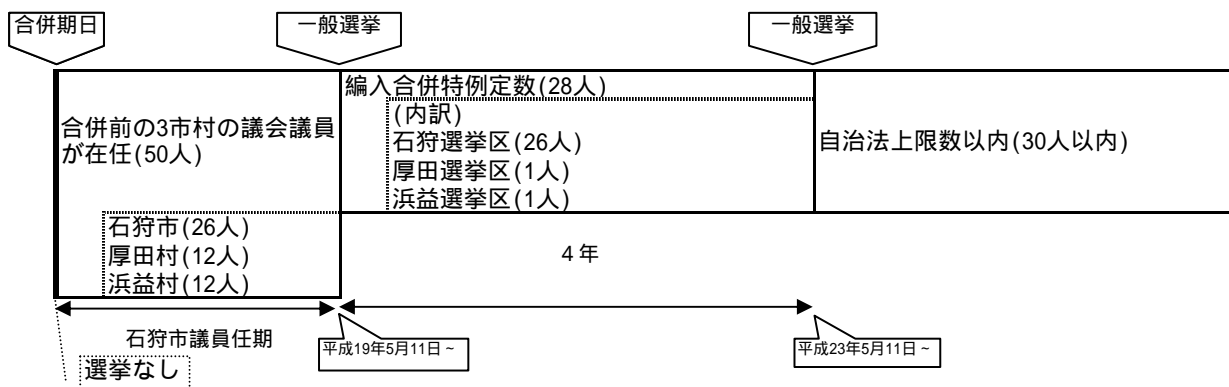 合併期日
一般選挙
一般選挙
合併前の3市村の議会議員
が在任(50人)
石狩市(26人)
厚田村(12人)
浜益村(12人)
編入合併特例定数(28人)
(内訳)
石狩選挙区(26人)
厚田選挙区(1人)
浜益選挙区(1人)
自治法上限数以内(30人以内)
4年
石狩市議員任期
選挙なし
平成19年5月11日~
平成23年5月11日~